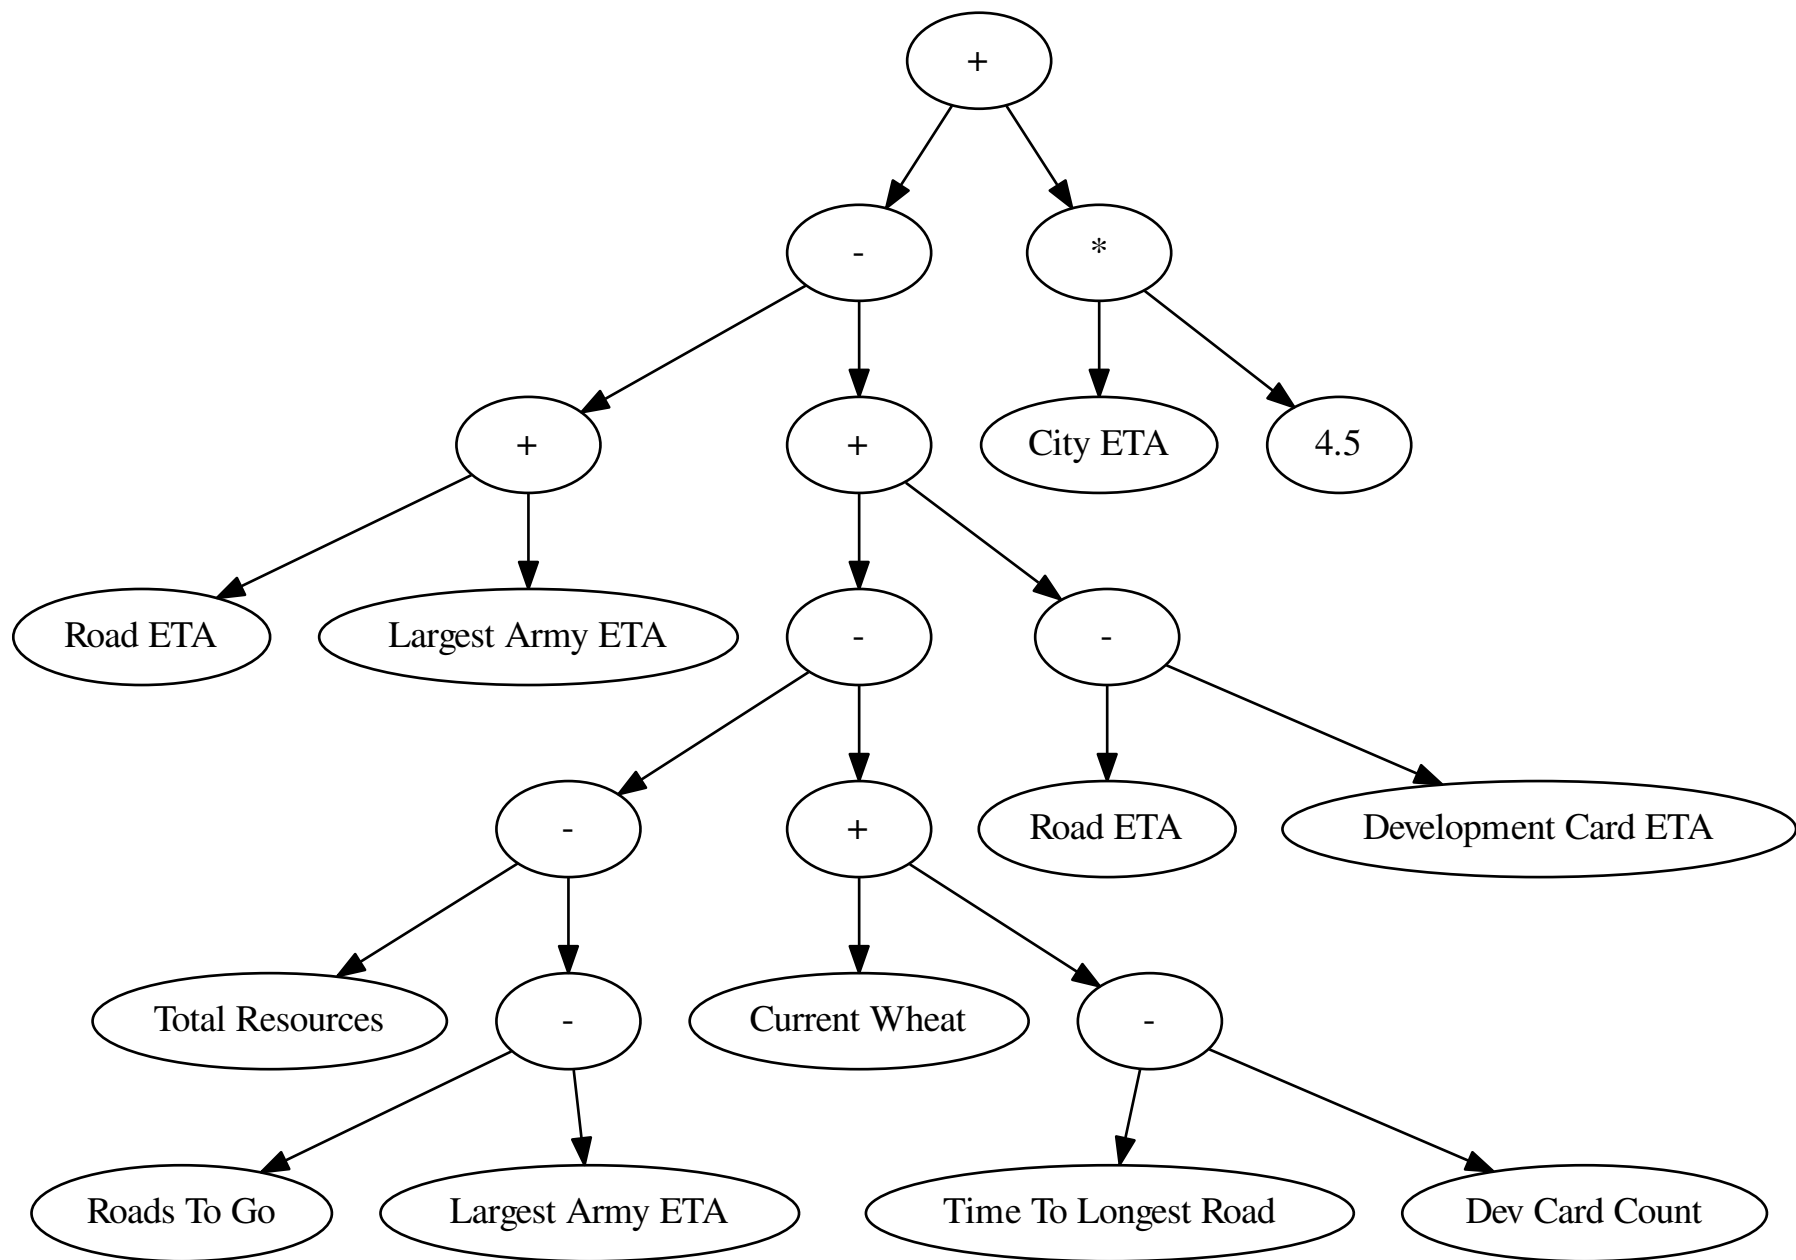 +
-
*
+
+
City ETA
4.5
Road ETA
Largest Army ETA
-
-
-
+
Road ETA
Development Card ETA
Total Resources
-
Current Wheat
-
Roads To Go
Largest Army ETA
Time To Longest Road
Dev Card Count